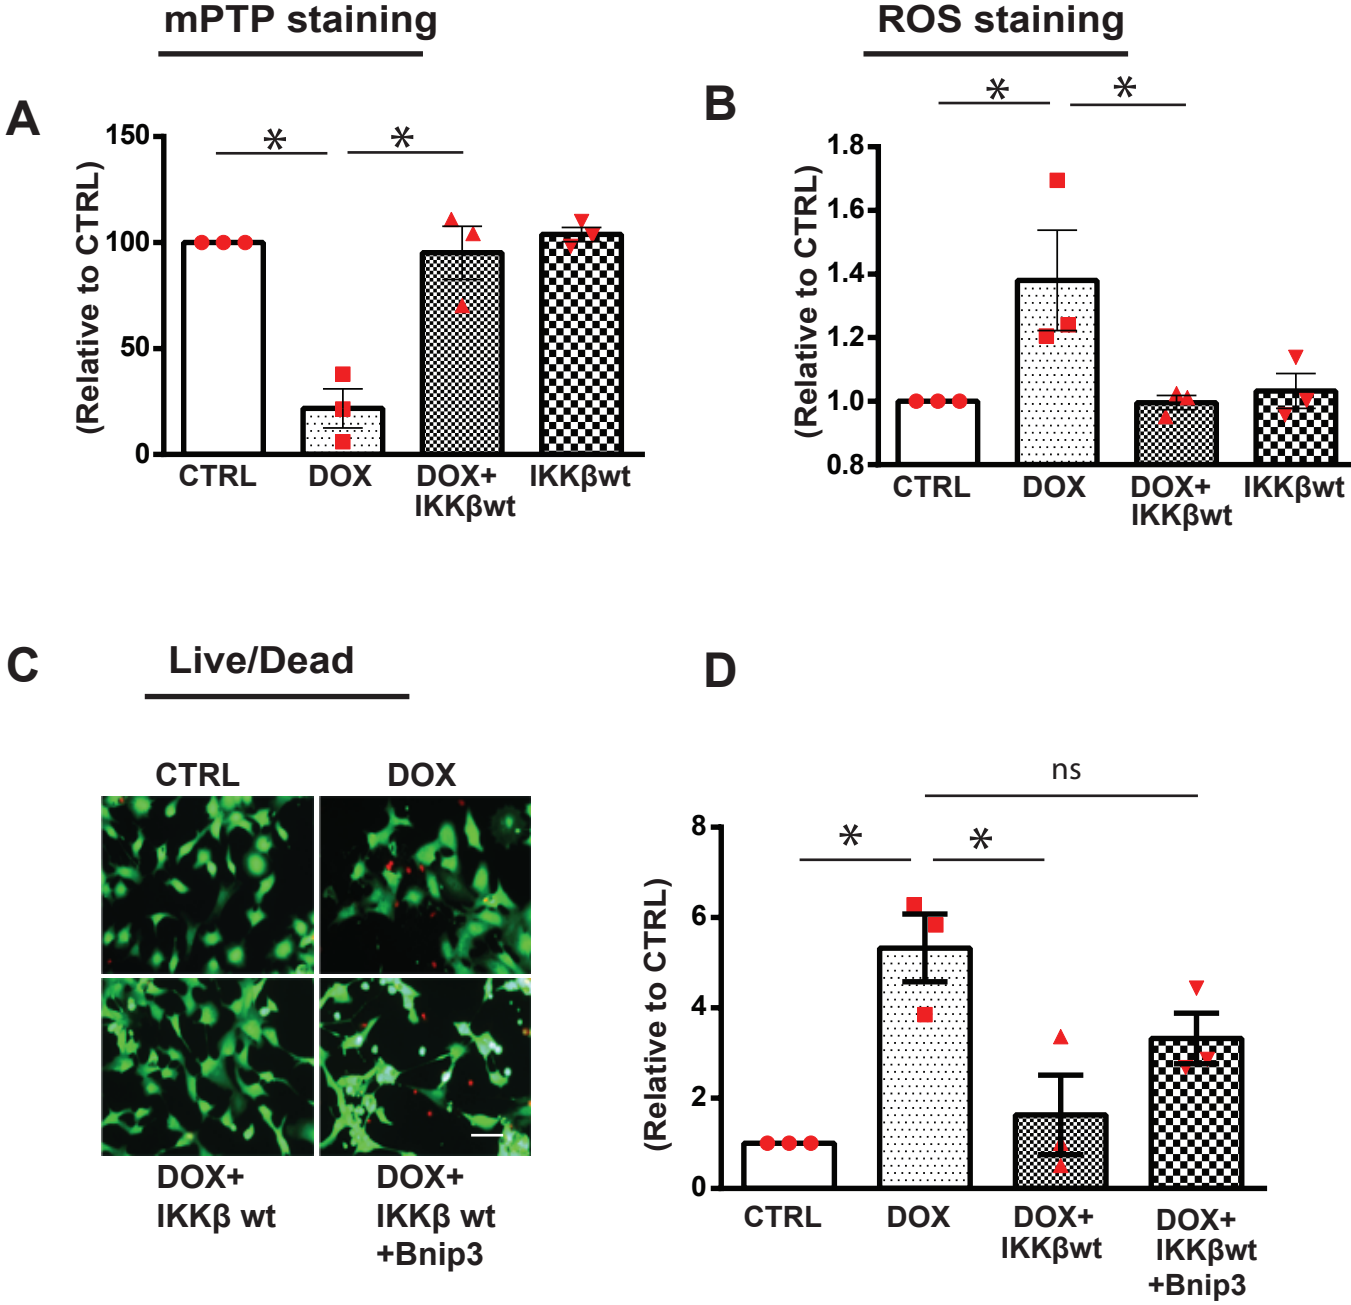 mPTP staining
ROS staining
A
(Relative to CTRL)
150
100
50
0
*
*
CTRL
DOX
DOX+
IKKβwt
IKKβwt
B
(Relative to CTRL)
1.8
1.6
1.4
1.2
1.0
0.8
*
*
CTRL
DOX
DOX+
IKKβwt
IKKβwt
C
Live/Dead
CTRL
DOX
DOX+
IKKβ wt
DOX+
IKKβ wt
+Bnip3
D
(Relative to CTRL)
8
6
4
2
0
ns
*
*
CTRL
DOX
DOX+
IKKβwt
DOX+
IKKβwt
+Bnip3